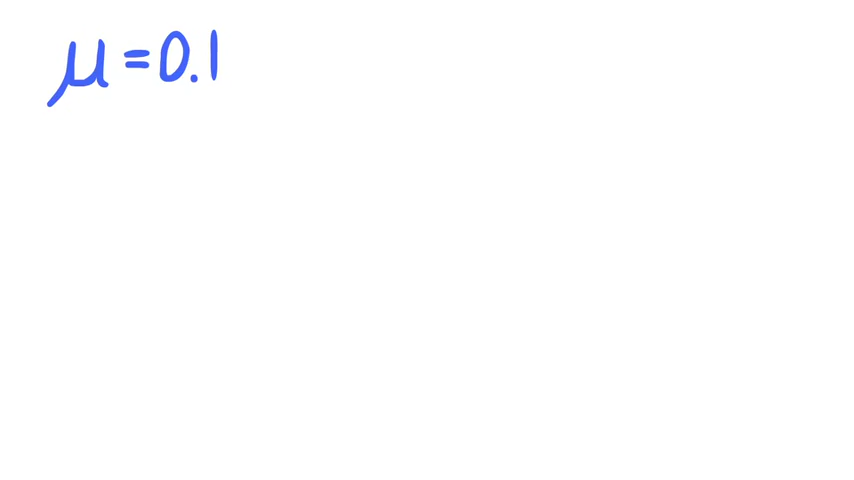 μ = 0.1